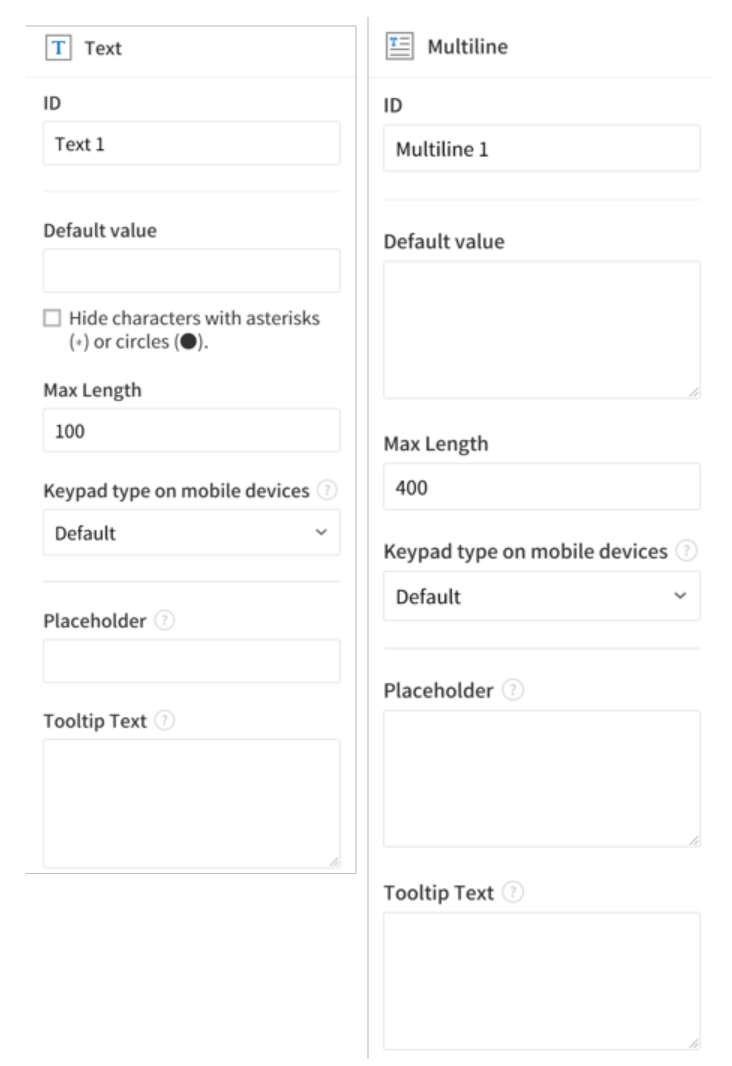 Text
ID
Text 1
Default value
Hide characters with asterisks
(*) or circles (●).
Max Length
100
Keypad type on mobile devices ?
Default
Placeholder ?
Tooltip Text ?
Multiline
ID
Multiline 1
Default value
Max Length
400
Keypad type on mobile devices ?
Default
Placeholder ?
Tooltip Text ?